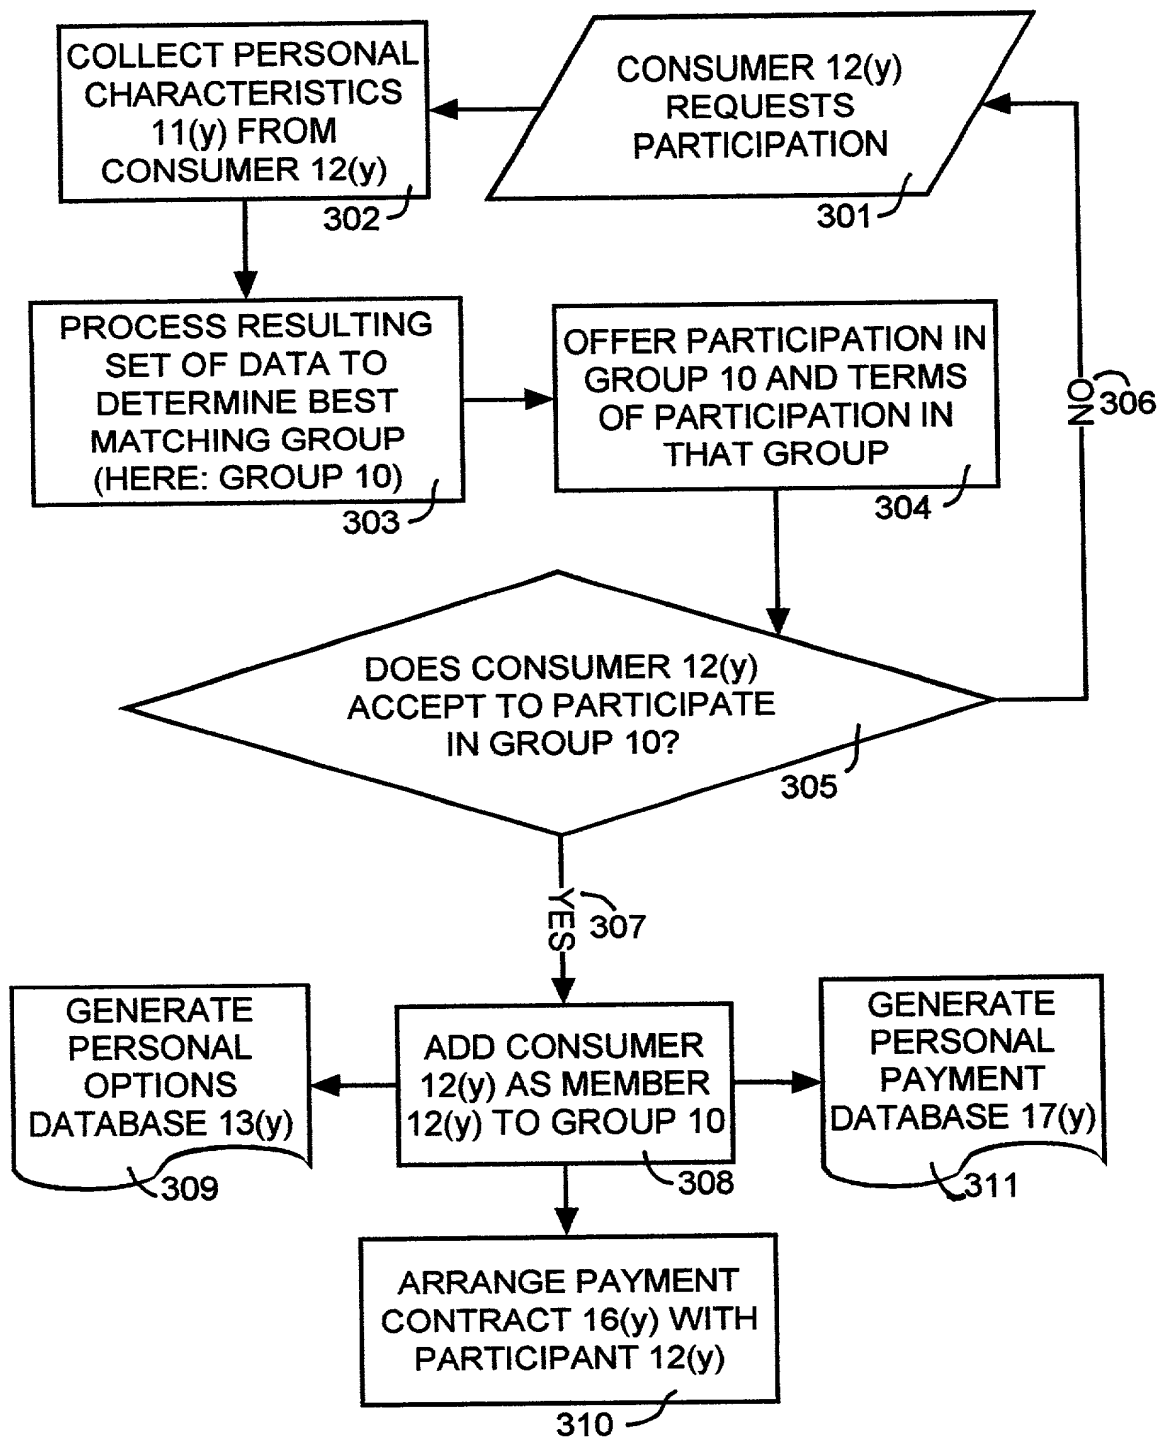 CONSUMER 12(y)
REQUESTS
PARTICIPATION
301
COLLECT PERSONAL
CHARACTERISTICS
11(y) FROM
CONSUMER 12(y)
302
PROCESS RESULTING
SET OF DATA TO
DETERMINE BEST
MATCHING GROUP
(HERE: GROUP 10)
303
OFFER PARTICIPATION IN
GROUP 10 AND TERMS
OF PARTICIPATION IN
THAT GROUP
304
NO
306
DOES CONSUMER 12(y)
ACCEPT TO PARTICIPATE
IN GROUP 10?
305
YES
307
GENERATE
PERSONAL
OPTIONS
DATABASE 13(y)
309
ADD CONSUMER
12(y) AS MEMBER
12(y) TO GROUP 10
308
GENERATE
PERSONAL
PAYMENT
DATABASE 17(y)
311
ARRANGE PAYMENT
CONTRACT 16(y) WITH
PARTICIPANT 12(y)
310